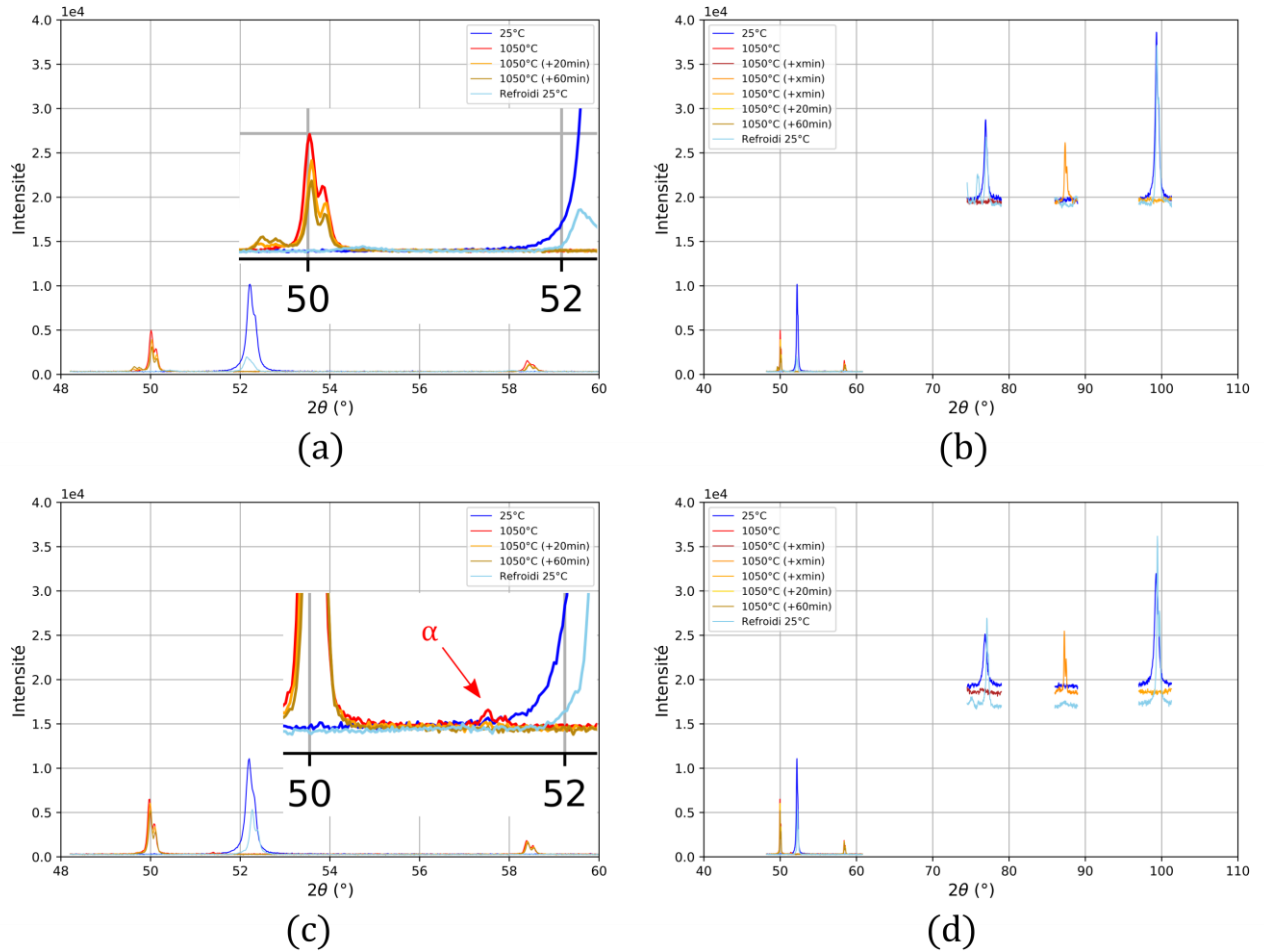 1e4
4.0
3.5
3.0
2.5
2.0
1.5
1.0
0.5
0.0
Intensité
25°C
1050°C
1050°C (+20min)
1050°C (+60min)
Refroidi 25°C
50
52
48
50
52
54
56
58
60
2θ (°)
(a)
1e4
4.0
3.5
3.0
2.5
2.0
1.5
1.0
0.5
0.0
Intensité
25°C
1050°C
1050°C (+xmin)
1050°C (+xmin)
1050°C (+xmin)
1050°C (+20min)
1050°C (+60min)
Refroidi 25°C
40
50
60
70
80
90
100
110
2θ (°)
(b)
1e4
4.0
3.5
3.0
2.5
2.0
1.5
1.0
0.5
0.0
Intensité
25°C
1050°C
1050°C (+20min)
1050°C (+60min)
Refroidi 25°C
α
50
52
48
50
52
54
56
58
60
2θ (°)
(c)
1e4
4.0
3.5
3.0
2.5
2.0
1.5
1.0
0.5
0.0
Intensité
25°C
1050°C
1050°C (+xmin)
1050°C (+xmin)
1050°C (+xmin)
1050°C (+20min)
1050°C (+60min)
Refroidi 25°C
40
50
60
70
80
90
100
110
2θ (°)
(d)